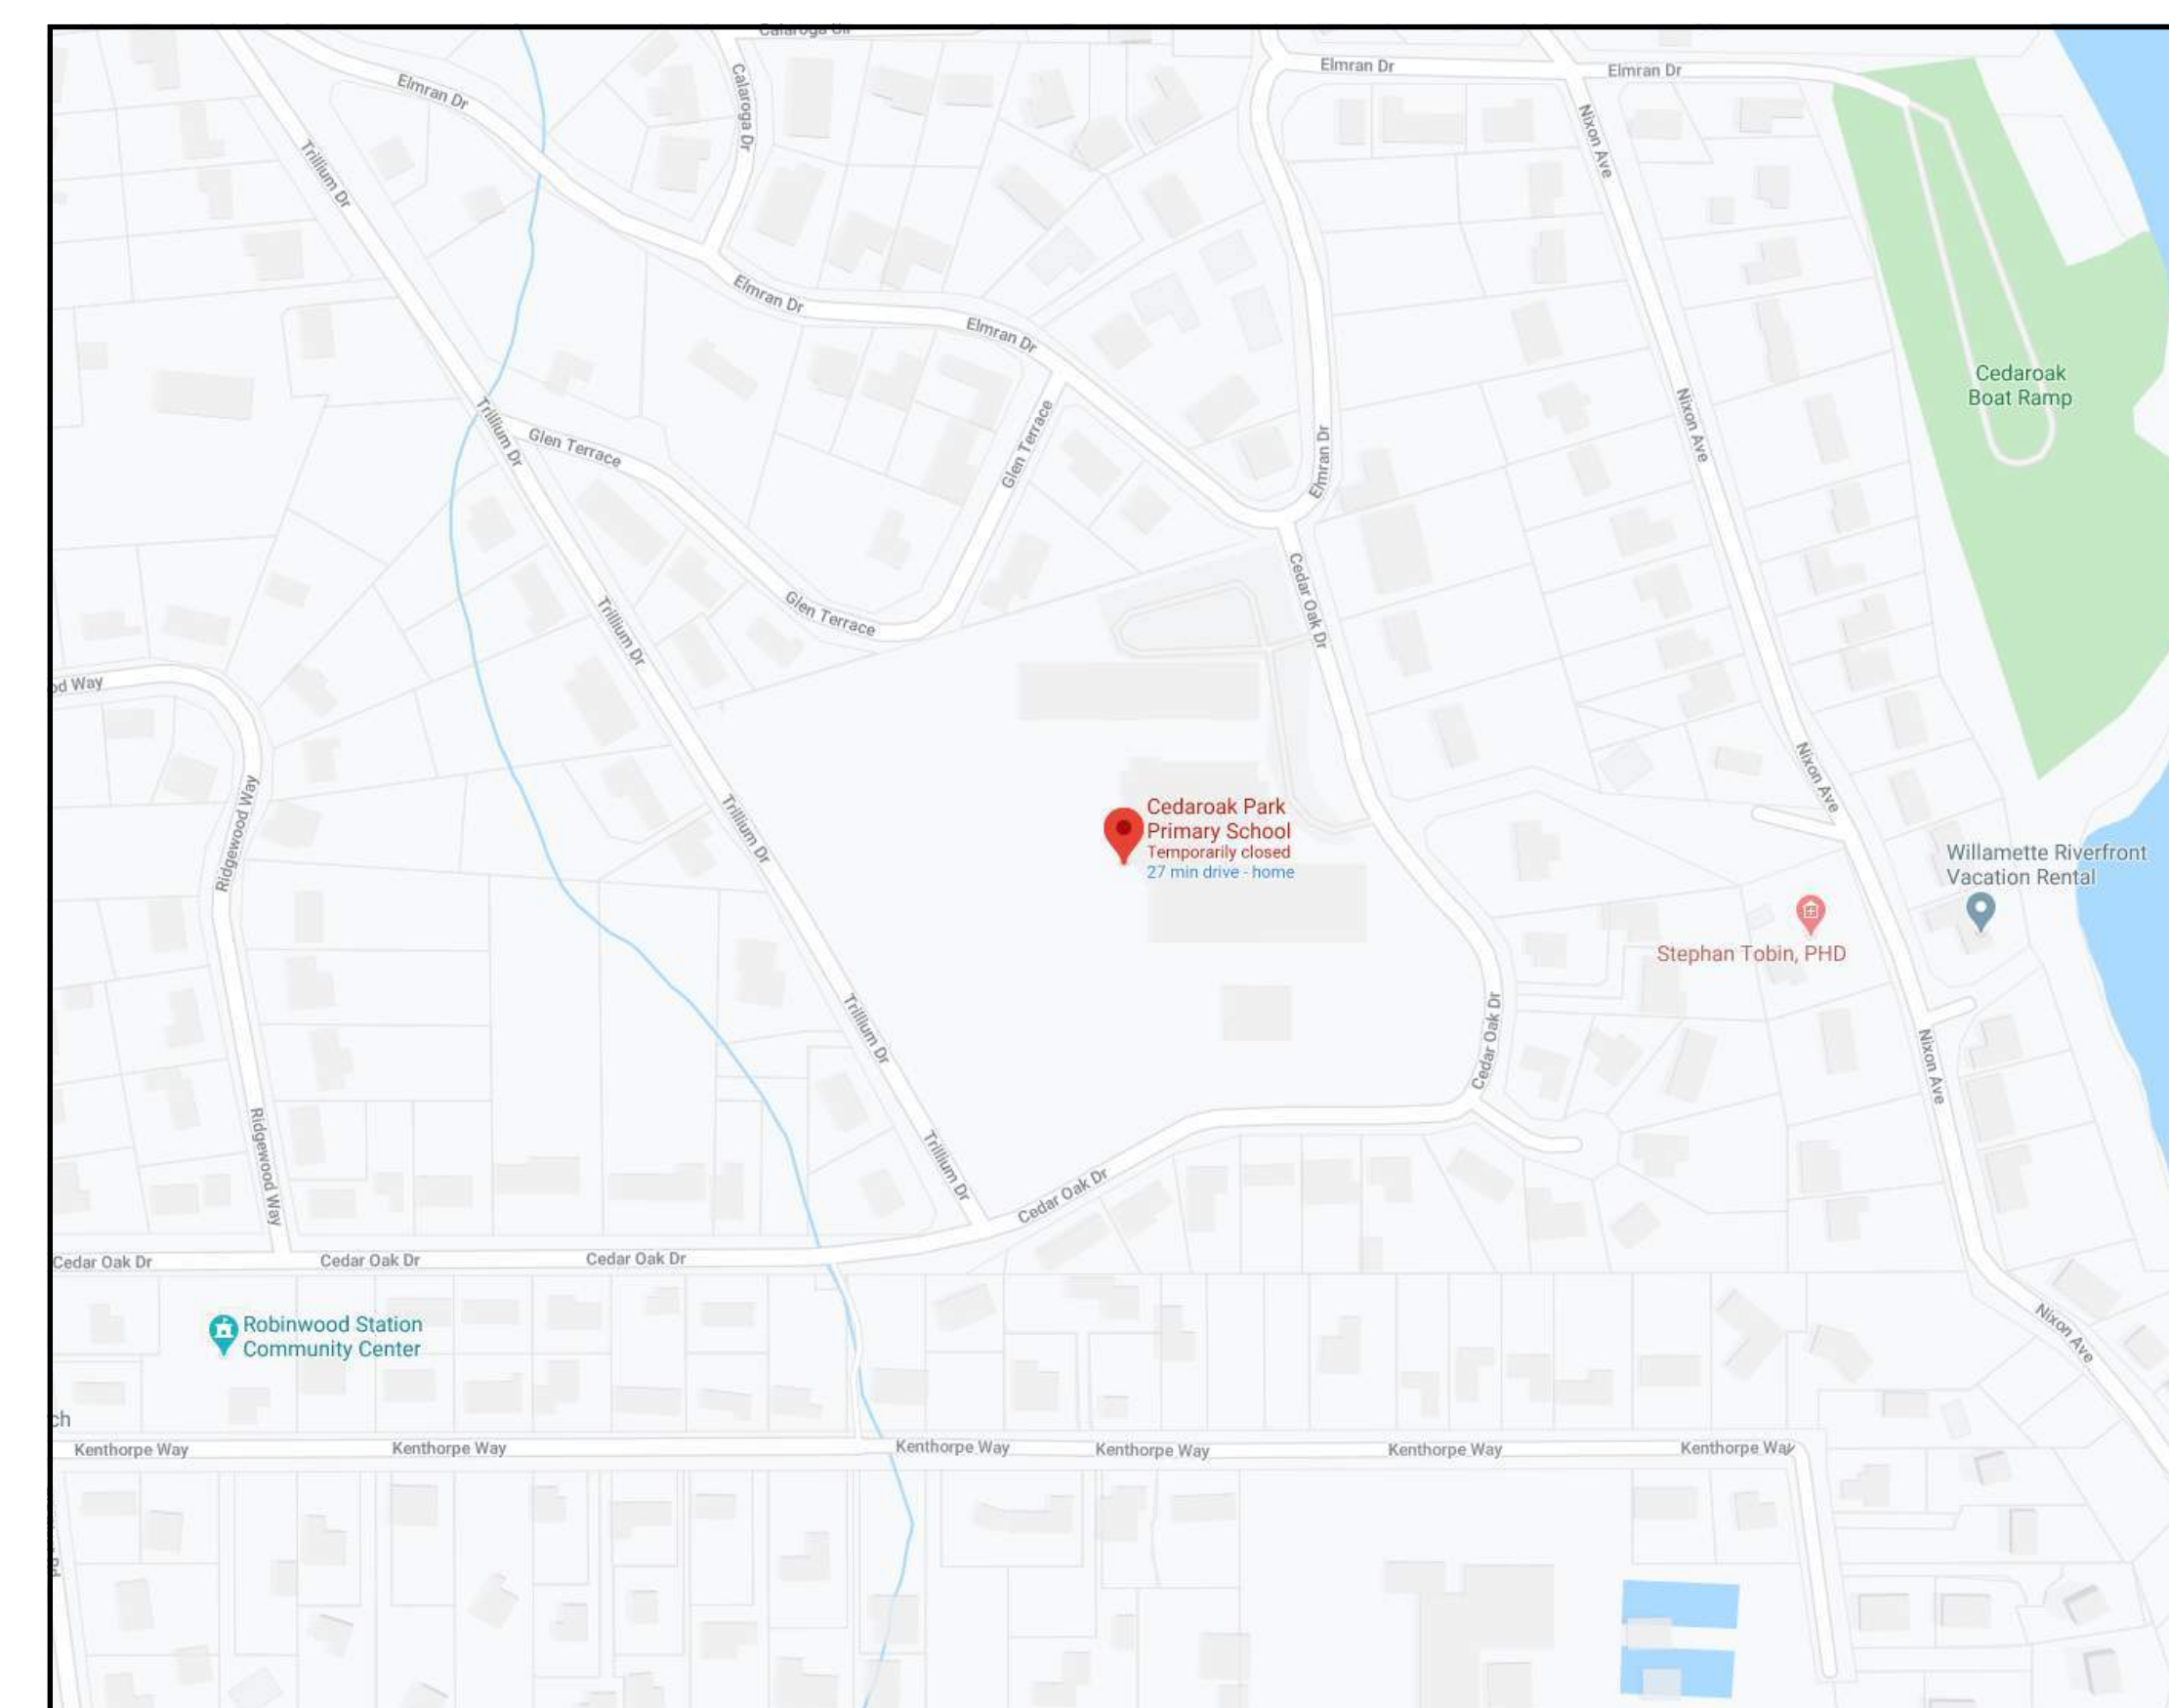 Calaroga Cir
Elmran Dr
Elmran Dr
Elmran Dr
Calaroga Dr
Nixon Ave
Trillium Dr
Elmran Dr
Elmran Dr
Cedaroak
Boat Ramp
Nixon Ave
Trillium Dr
Glen Terrace
Glen Terrace
Elmran Dr
Cedar Oak Dr
Glen Terrace
Trillium Dr
od Way
Nixon Ave
Ridgewood Way
Trillium Dr
Cedaroak Park
Primary School
Temporarily closed
27 min drive - home
Willamette Riverfront
Vacation Rental
Stephan Tobin, PHD
Trillium Dr
Cedar Oak Dr
Nixon Ave
Ridgewood Way
Trillium Dr
Cedar Oak Dr
Cedar Oak Dr
Cedar Oak Dr
Cedar Oak Dr
Robinwood Station
Community Center
Nixon Ave
ch
Kenthorpe Way
Kenthorpe Way
Kenthorpe Way
Kenthorpe Way
Kenthorpe Way
Kenthorpe Way